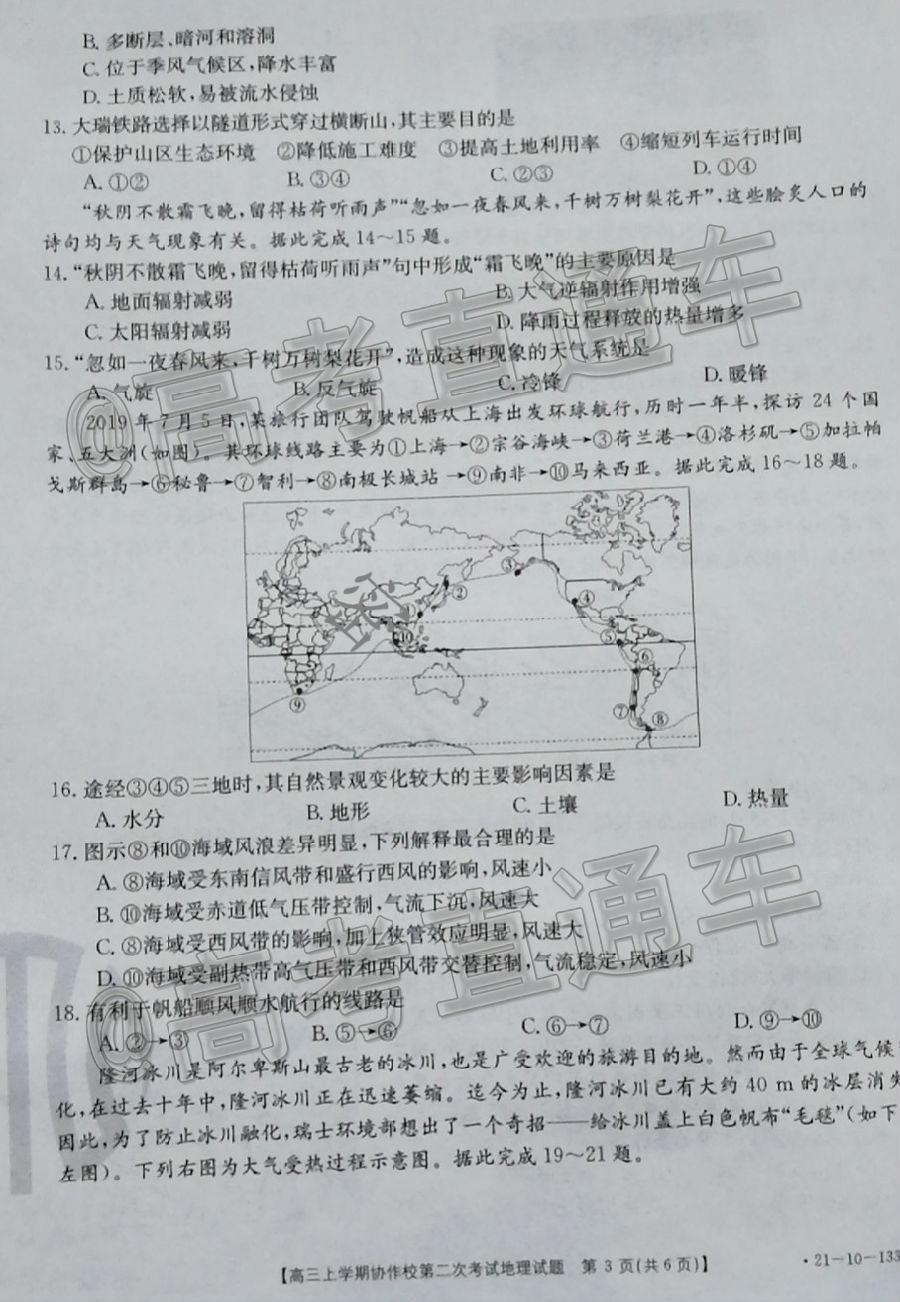 B. 多断层、暗河和溶洞
C. 位于季风气候区,降水丰富
D. 土质松软,易被流水侵蚀
13. 大瑞铁路选择以隧道形式穿过横断山,其主要目的是
①保护山区生态环境 ②降低施工难度 ③提高土地利用率 ④缩短列车运行时间
A. ①② B. ③④ C. ②③ D. ①④
“秋阴不散霜飞晚,留得枯荷听雨声”“忽如一夜春风来,千树万树梨花开”,这些脍炙人口的
诗句均与天气现象有关。据此完成14～15题。
14. “秋阴不散霜飞晚,留得枯荷听雨声”句中形成“霜飞晚”的主要原因是
A. 地面辐射减弱 B. 大气逆辐射作用增强
C. 太阳辐射减弱 D. 降雨过程释放的热量增多
15. “忽如一夜春风来,千树万树梨花开”,造成这种现象的天气系统是
A. 气旋 B. 反气旋 C. 冷锋 D. 暖锋
2019年7月5日,某旅行团队驾驶帆船从上海出发环球航行,历时一年半,探访24个国
家、五大洲(如图)。其环球线路主要为①上海→②宗谷海峡→③荷兰港→④洛杉矶→⑤加拉帕
戈斯群岛→⑥秘鲁→⑦智利→⑧南极长城站→⑨南非→⑩马来西亚。据此完成16～18题。
② ③ ④ ① ⑩ ⑤ ⑥ ⑨ ⑦ ⑧
16. 途经③④⑤三地时,其自然景观变化较大的主要影响因素是
A. 水分 B. 地形 C. 土壤 D. 热量
17. 图示⑧和⑩海域风浪差异明显,下列解释最合理的是
A. ⑧海域受东南信风带和盛行西风的影响,风速小
B. ⑩海域受赤道低气压带控制,气流下沉,风速大
C. ⑧海域受西风带的影响,加上狭管效应明显,风速大
D. ⑩海域受副热带高气压带和西风带交替控制,气流稳定,风速小
18. 有利于帆船顺风顺水航行的线路是
A. ②→③ B. ⑤→⑥ C. ⑥→⑦ D. ⑨→⑩
隆河冰川是阿尔卑斯山最古老的冰川,也是广受欢迎的旅游目的地。然而由于全球气候
化,在过去十年中,隆河冰川正在迅速萎缩。迄今为止,隆河冰川已有大约40 m的冰层消
因此,为了防止冰川融化,瑞士环境部想出了一个奇招——给冰川盖上白色帆布“毛毯”(如下
左图)。下列右图为大气受热过程示意图。据此完成19～21题。
【高三上学期协作校第二次考试地理试题 第3页(共6页)】 ·21-10-133
@高考直通车
@高考直通车